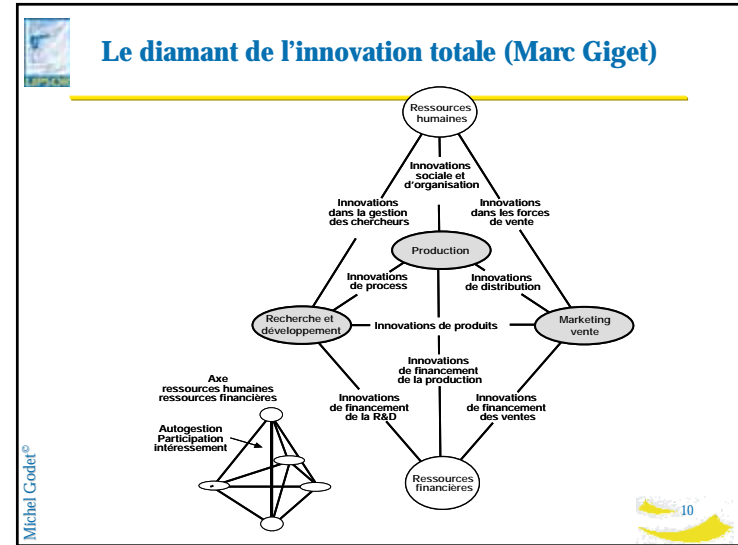 Le diamant de l'innovation totale (Marc Giget)
Ressources
humaines
Innovations
sociale et
d'organisation
Innovations
dans la gestion
des chercheurs
Innovations
dans les forces
de vente
Production
Innovations
de process
Innovations
de distribution
Recherche et
développement
Innovations de produits
Marketing
vente
Innovations
de financement
de la production
Innovations
de financement
de la R&D
Innovations
de financement
des ventes
Ressources
financières
Axe
ressources humaines
ressources financières
Autogestion
Participation
intéressement
Michel Godet©
10